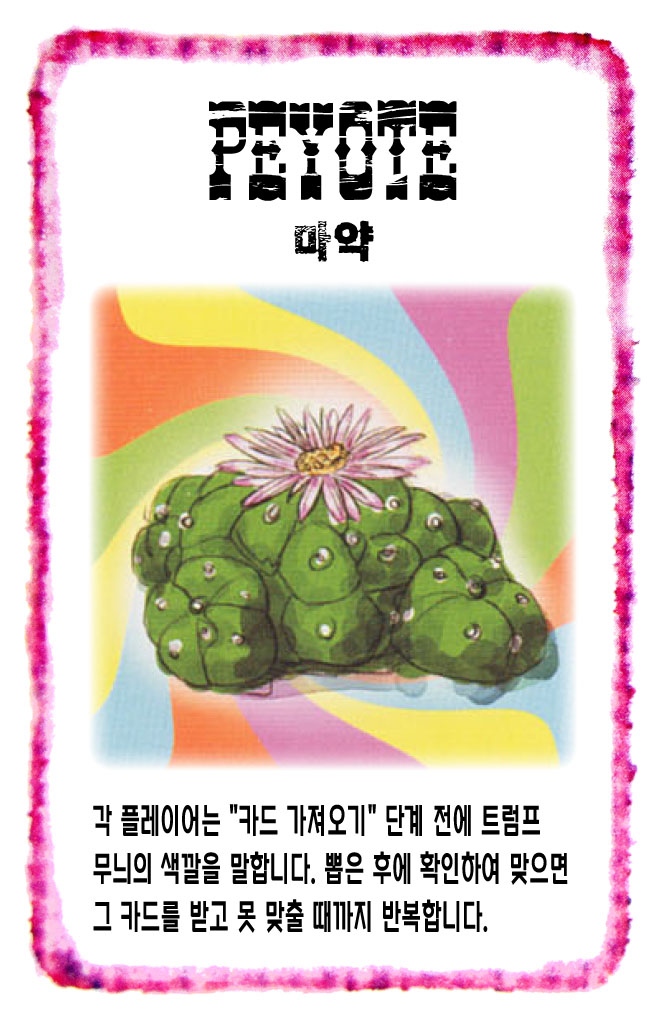 PEYOTE
마약
각 플레이어는 "카드 가져오기" 단계 전에 트럼프
무늬의 색깔을 말합니다. 뽑은 후에 확인하여 맞으면
그 카드를 받고 못 맞출 때까지 반복합니다.